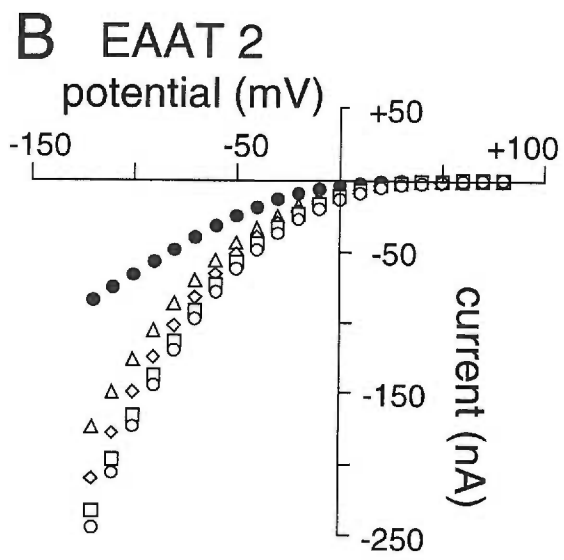 B EAAT 2
potential (mV)
+50
-150 -50 +100
-50
-150
-250
current (nA)